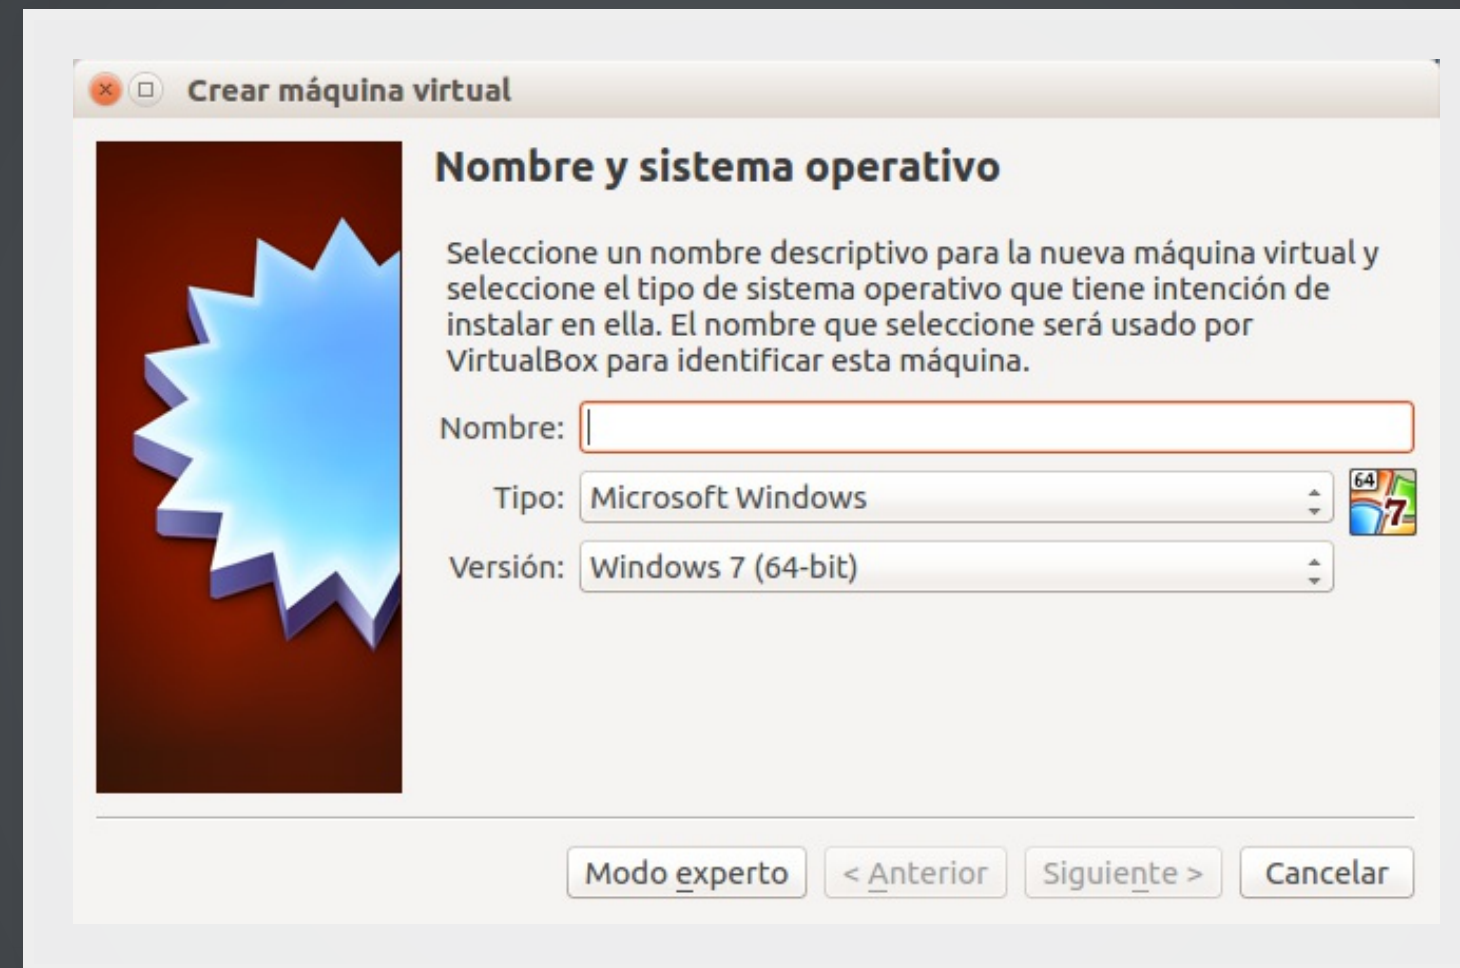 Crear máquina virtual
Nombre y sistema operativo
Seleccione un nombre descriptivo para la nueva máquina virtual y
seleccione el tipo de sistema operativo que tiene intención de
instalar en ella. El nombre que seleccione será usado por
VirtualBox para identificar esta máquina.
Nombre:
Tipo: Microsoft Windows
64
7
Versión: Windows 7 (64-bit)
Modo experto < Anterior Siguiente > Cancelar